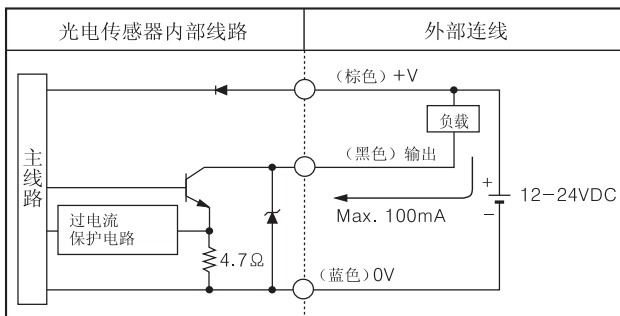 光电传感器内部线路
外部连线
(棕色) +V
负载
(黑色) 输出
主线路
过电流
保护电路
4.7Ω
Max. 100mA
+
12-24VDC
-
(蓝色) 0V